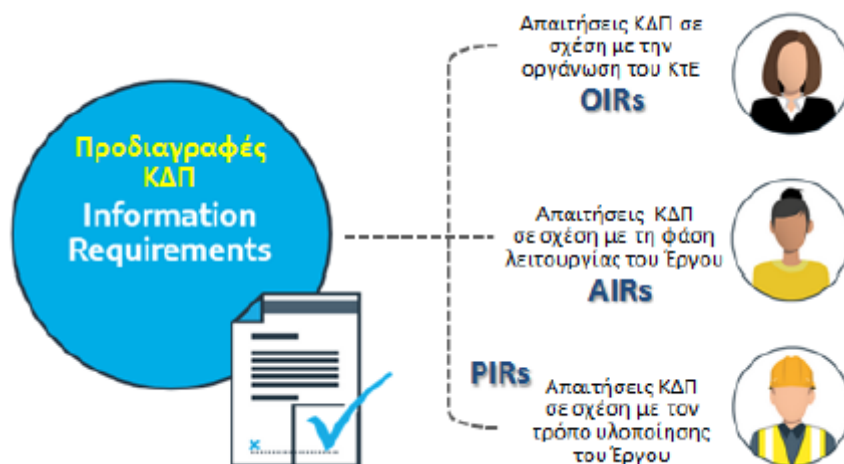 Προδιαγραφές
ΚΔΠ
Information
Requirements
Απαιτήσεις ΚΔΠ σε
σχέση με την
οργάνωση του ΚτΕ
OIRs
Απαιτήσεις ΚΔΠ
σε σχέση με τη φάση
λειτουργίας του Έργου
AIRs
PIRs
Απαιτήσεις ΚΔΠ
σε σχέση με τον
τρόπο υλοποίησης
του Έργου